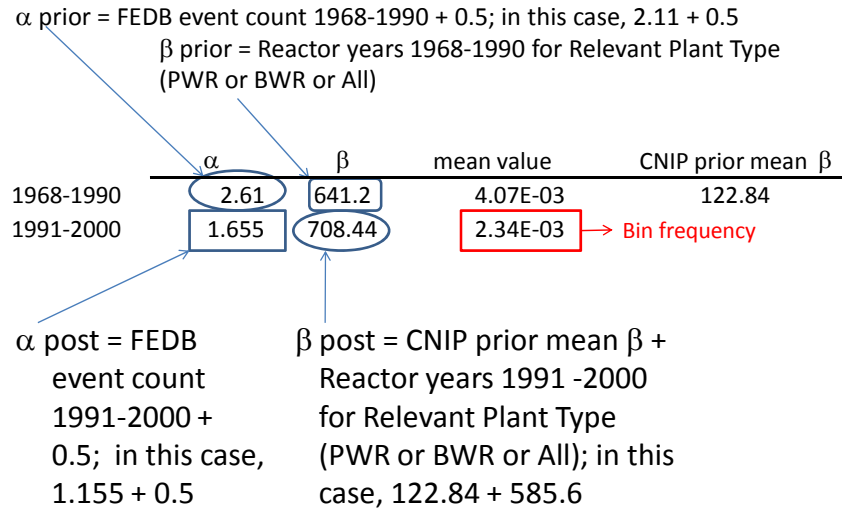 α prior = FEDB event count 1968-1990 + 0.5; in this case, 2.11 + 0.5
β prior = Reactor years 1968-1990 for Relevant Plant Type
(PWR or BWR or All)
α β mean value CNIP prior mean β
1968-1990 2.61 641.2 4.07E-03 122.84
1991-2000 1.655 708.44 2.34E-03 Bin frequency
α post = FEDB
event count
1991-2000 +
0.5; in this case,
1.155 + 0.5
β post = CNIP prior mean β +
Reactor years 1991 -2000
for Relevant Plant Type
(PWR or BWR or All); in this
case, 122.84 + 585.6